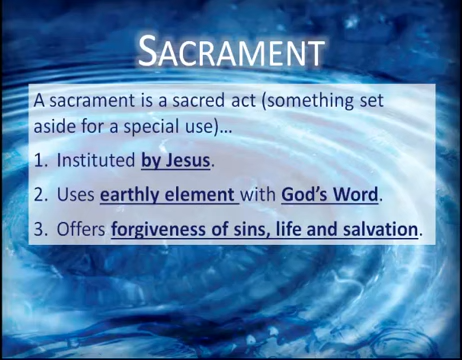 SACRAMENT
A sacrament is a sacred act (something set
aside for a special use)...
1. Instituted by Jesus.
2. Uses earthly element with God's Word.
3. Offers forgiveness of sins, life and salvation.